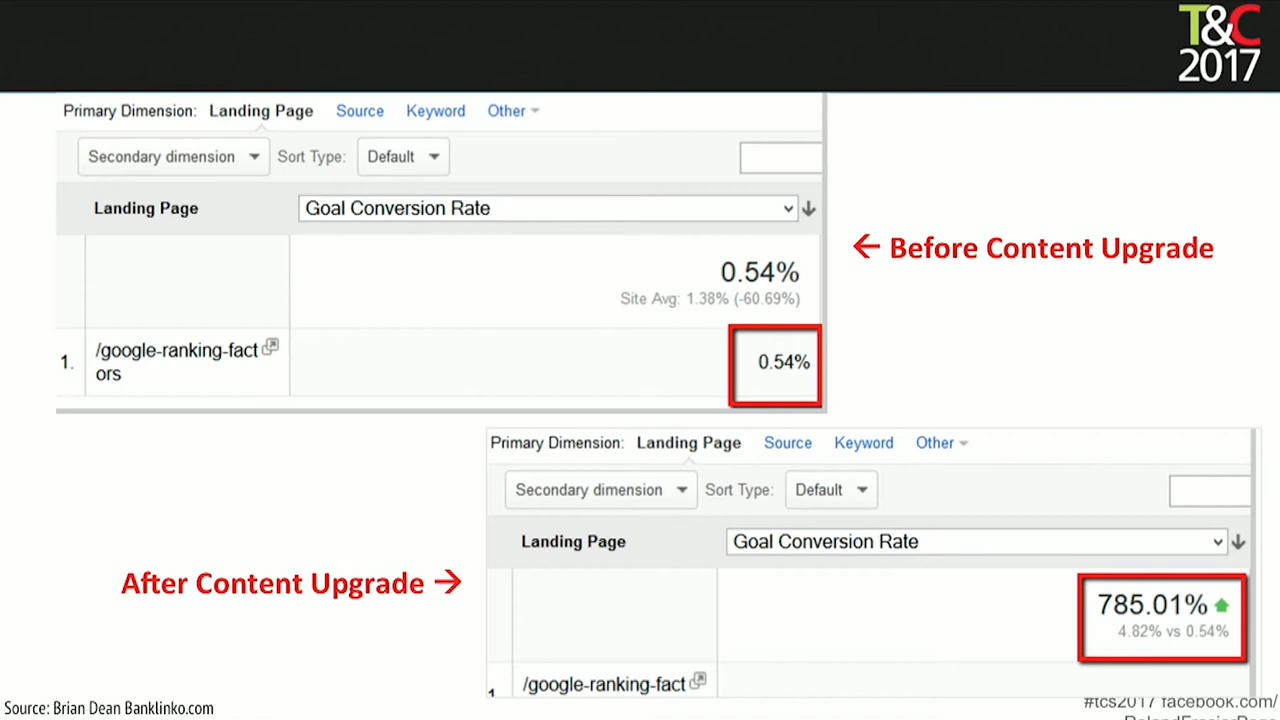 T&C
2017
Primary Dimension: Landing Page Source Keyword Other
Secondary dimension Sort Type: Default
Landing Page Goal Conversion Rate
0.54%
Site Avg: 1.38% (-60.69%)
1. /google-ranking-fact
ors
0.54%
← Before Content Upgrade
Primary Dimension: Landing Page Source Keyword Other
Secondary dimension Sort Type: Default
Landing Page Goal Conversion Rate
After Content Upgrade →
785.01%
4.82% vs 0.54%
1 /google-ranking-fact
Source: Brian Dean Banklinko.com
#tcs2017 facebook.com/